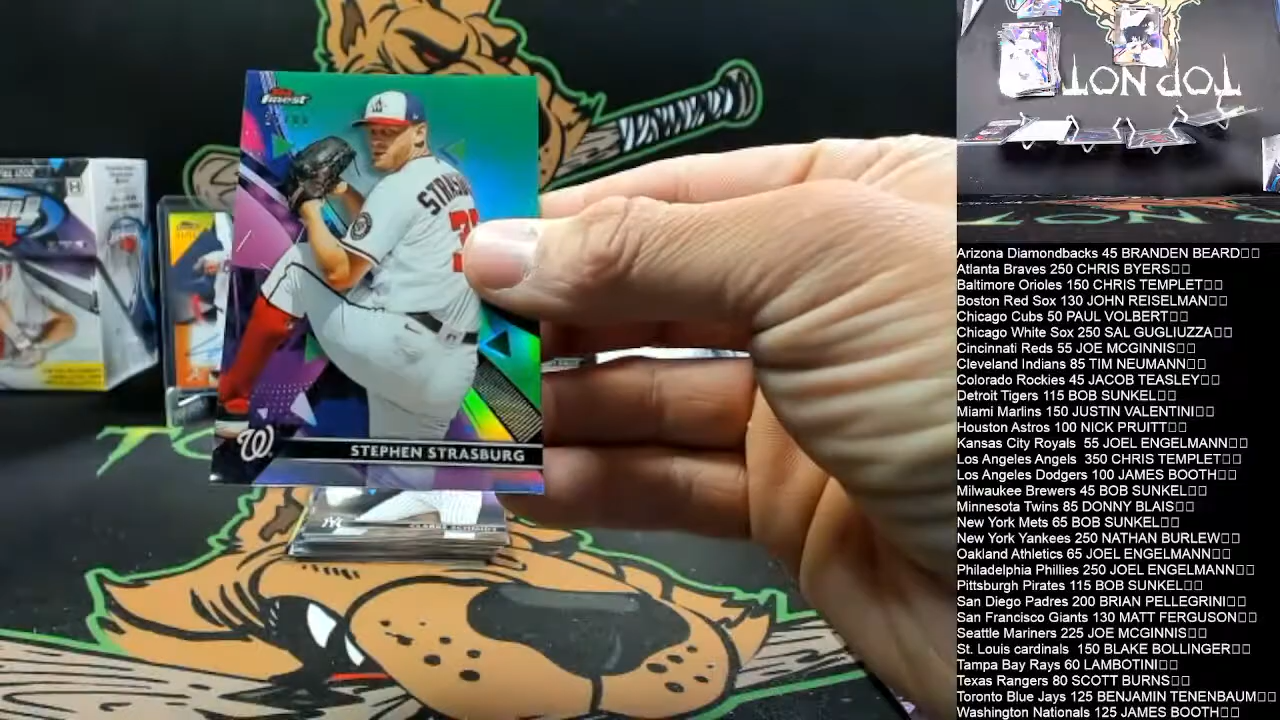 Finest
STRASBU
STEPHEN STRASBURG
W
CLARKE SCHMIDT
TOP NOT
Arizona Diamondbacks 45 BRANDEN BEARD□□
Atlanta Braves 250 CHRIS BYERS□□
Baltimore Orioles 150 CHRIS TEMPLET□□
Boston Red Sox 130 JOHN REISELMAN□□
Chicago Cubs 50 PAUL VOLBERT□□
Chicago White Sox 250 SAL GUGLIUZZA□□
Cincinnati Reds 55 JOE MCGINNIS□□
Cleveland Indians 85 TIM NEUMANN□□
Colorado Rockies 45 JACOB TEASLEY□□
Detroit Tigers 115 BOB SUNKEL□□
Miami Marlins 150 JUSTIN VALENTINI□□
Houston Astros 100 NICK PRUITT□□
Kansas City Royals  55 JOEL ENGELMANN□□
Los Angeles Angels  350 CHRIS TEMPLET□□
Los Angeles Dodgers 100 JAMES BOOTH□□
Milwaukee Brewers 45 BOB SUNKEL□□
Minnesota Twins 85 DONNY BLAIS□□
New York Mets 65 BOB SUNKEL□□
New York Yankees 250 NATHAN BURLEW□□
Oakland Athletics 65 JOEL ENGELMANN□□
Philadelphia Phillies 250 JOEL ENGELMANN□□
Pittsburgh Pirates 115 BOB SUNKEL□□
San Diego Padres 200 BRIAN PELLEGRINI□□
San Francisco Giants 130 MATT FERGUSON□□
Seattle Mariners 225 JOE MCGINNIS□□
St. Louis cardinals  150 BLAKE BOLLINGER□□
Tampa Bay Rays 60 LAMBOTINI□□
Texas Rangers 80 SCOTT BURNS□□
Toronto Blue Jays 125 BENJAMIN TENENBAUM□□
Washington Nationals 125 JAMES BOOTH□□